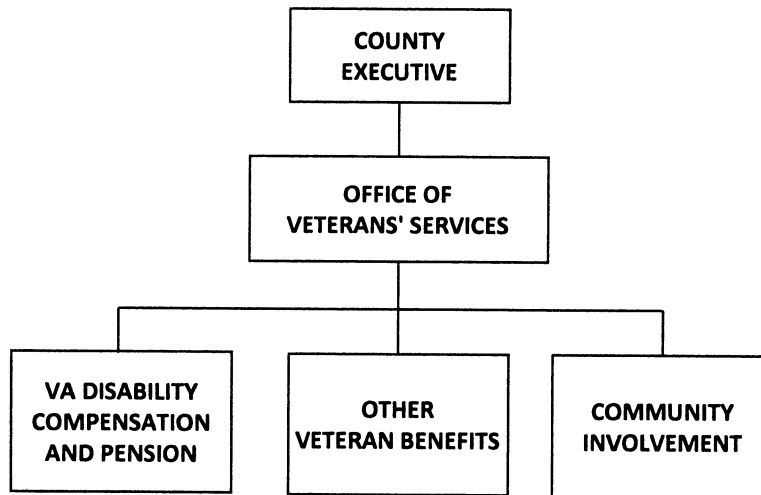 COUNTY
EXECUTIVE
OFFICE OF
VETERANS' SERVICES
VA DISABILITY
COMPENSATION
AND PENSION
OTHER
VETERAN BENEFITS
COMMUNITY
INVOLVEMENT